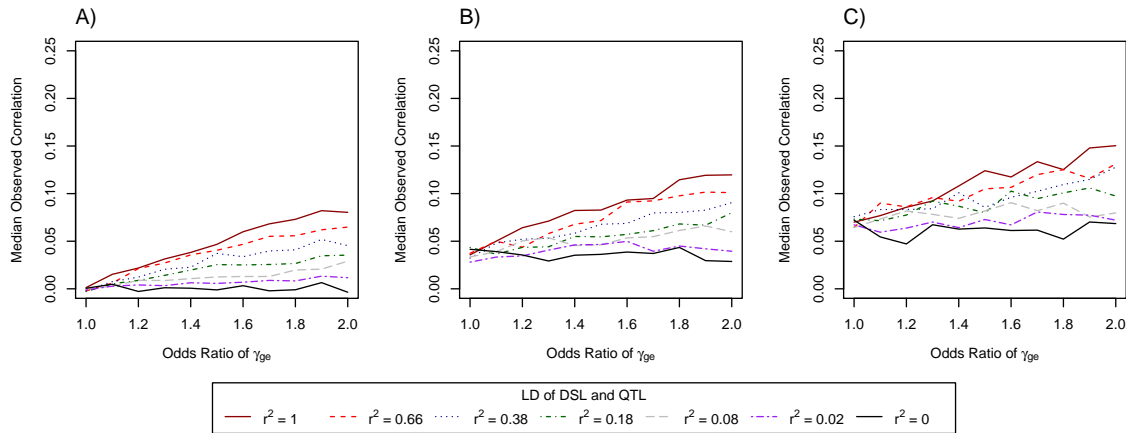 A)
B)
C)
Median Observed Correlation
0.00 0.05 0.10 0.15 0.20 0.25
1.0 1.2 1.4 1.6 1.8 2.0
Odds Ratio of γge
Median Observed Correlation
0.00 0.05 0.10 0.15 0.20 0.25
1.0 1.2 1.4 1.6 1.8 2.0
Odds Ratio of γge
Median Observed Correlation
0.00 0.05 0.10 0.15 0.20 0.25
1.0 1.2 1.4 1.6 1.8 2.0
Odds Ratio of γge
LD of DSL and QTL
r² = 1 r² = 0.66 r² = 0.38 r² = 0.18 r² = 0.08 r² = 0.02 r² = 0